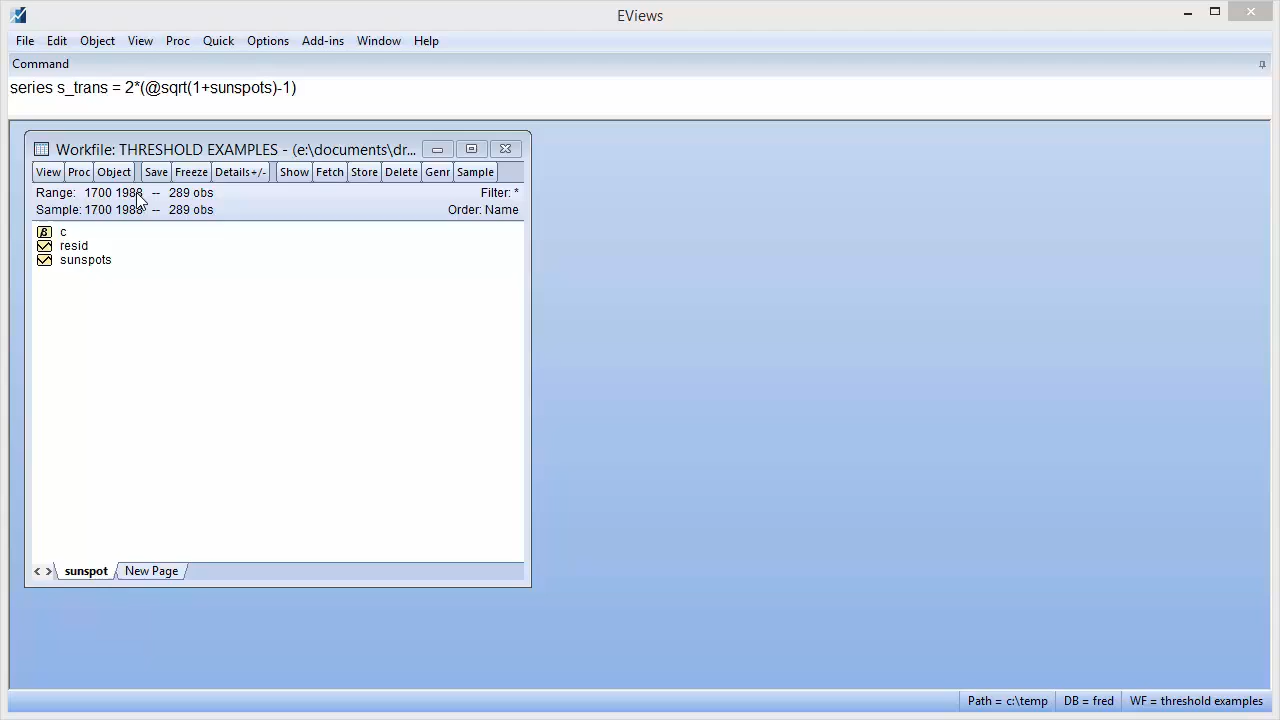 EViews
File Edit Object View Proc Quick Options Add-ins Window Help
Command
series s_trans = 2*(@sqrt(1+sunspots)-1)
Workfile: THRESHOLD EXAMPLES - (e:\documents\dr...
View Proc Object Save Freeze Details+/- Show Fetch Store Delete Genr Sample
Range: 1700 1988 -- 289 obs Filter: *
Sample: 1700 1988 -- 289 obs Order: Name
c
resid
sunspots
sunspot New Page
Path = c:\temp DB = fred WF = threshold examples